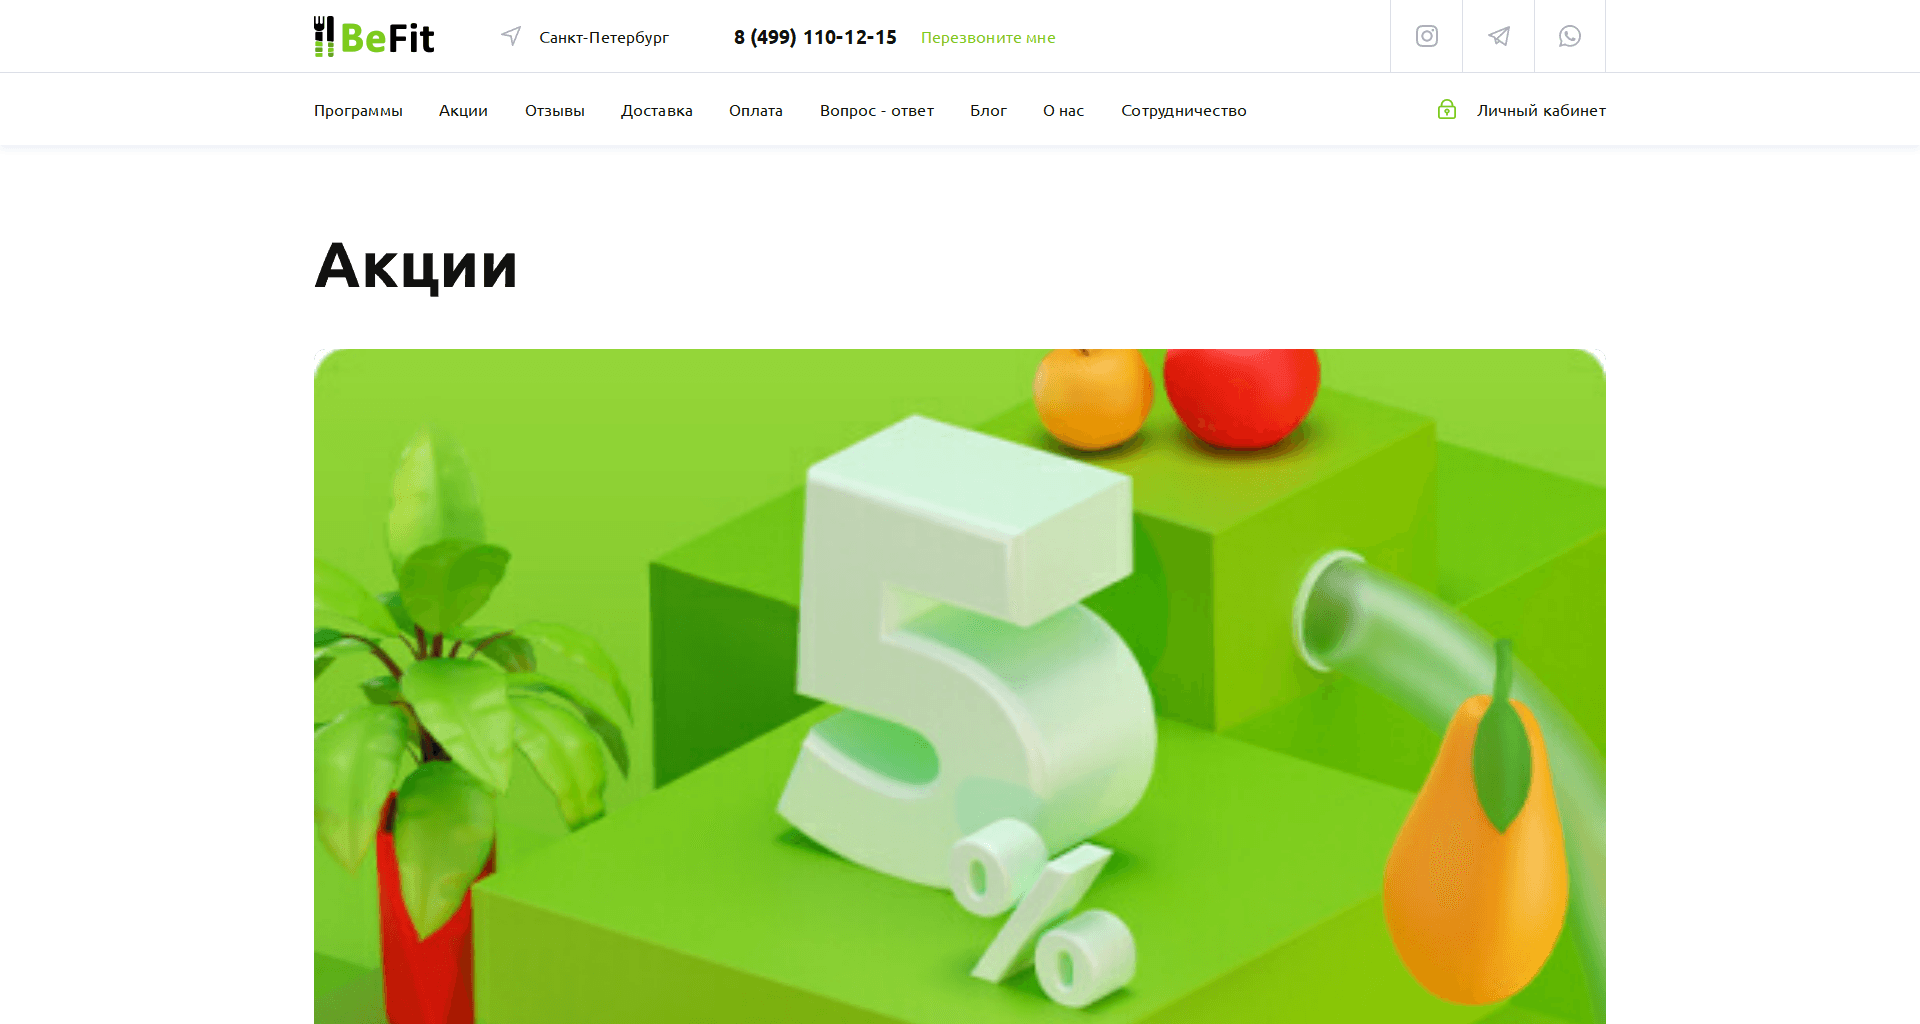 BeFit
Санкт-Петербург
8 (499) 110-12-15
Перезвоните мне
Программы
Акции
Отзывы
Доставка
Оплата
Вопрос - ответ
Блог
О нас
Сотрудничество
Личный кабинет
Акции
5
%